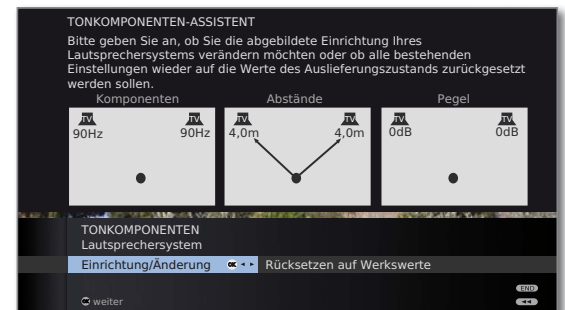 TONKOMPONENTEN-ASSISTENT
Bitte geben Sie an, ob Sie die abgebildete Einrichtung Ihres
Lautsprechersystems verändern möchten oder ob alle bestehenden
Einstellungen wieder auf die Werte des Auslieferungszustands zurückgesetzt
werden sollen.
Komponenten Abstände Pegel
TV TV TV TV TV TV
90Hz 90Hz 4,0m 4,0m 0dB 0dB
TONKOMPONENTEN
Lautsprechersystem
Einrichtung/Änderung OK Rücksetzen auf Werkswerte
END
OK weiter